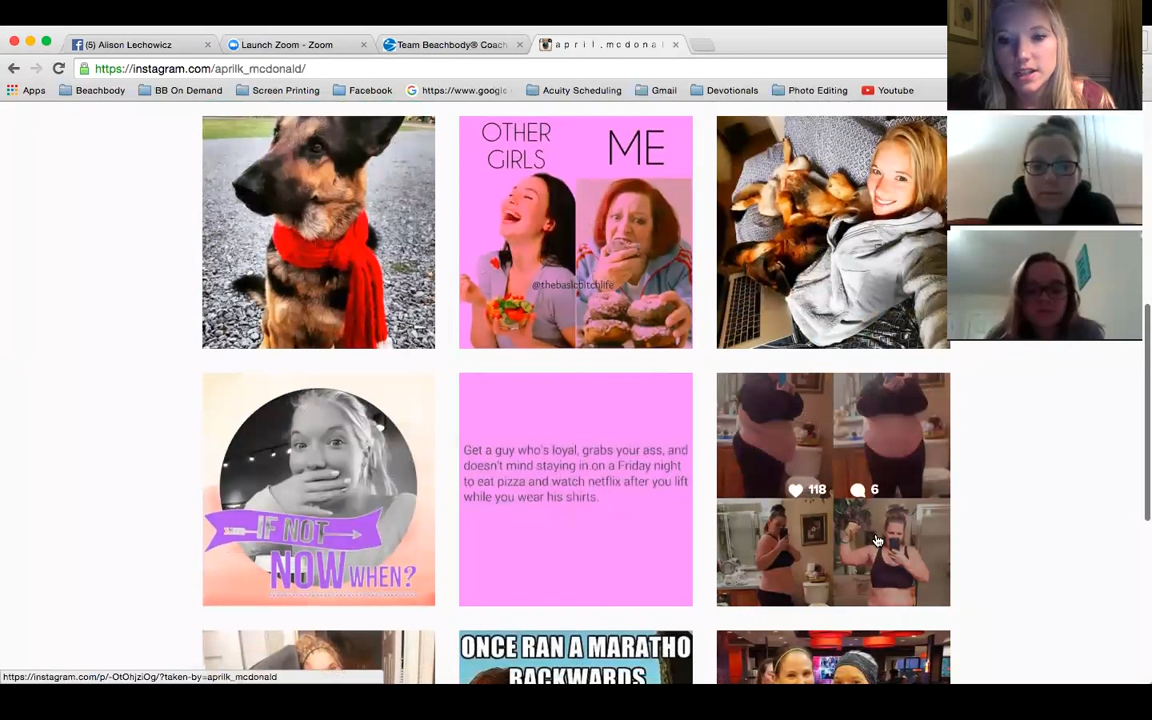 (5) Alison Lechowicz
Launch Zoom - Zoom
Team Beachbody® Coach
april.mcdonal
https://instagram.com/aprilk_mcdonald/
Apps
Beachbody
BB On Demand
Screen Printing
Facebook
https://www.google
Acuity Scheduling
Gmail
Devotionals
Photo Editing
YouTube
OTHER
GIRLS
ME
@thebasicbitchlife
IF NOT
NOW WHEN?
Get a guy who's loyal, grabs your ass, and
doesn't mind staying in on a Friday night
to eat pizza and watch netflix after you lift
while you wear his shirts.
118
6
ONCE RAN A MARATHO
BACKWARDS
https://instagram.com/p/-OtOhjziOg/?taken-by=aprilk_mcdonald